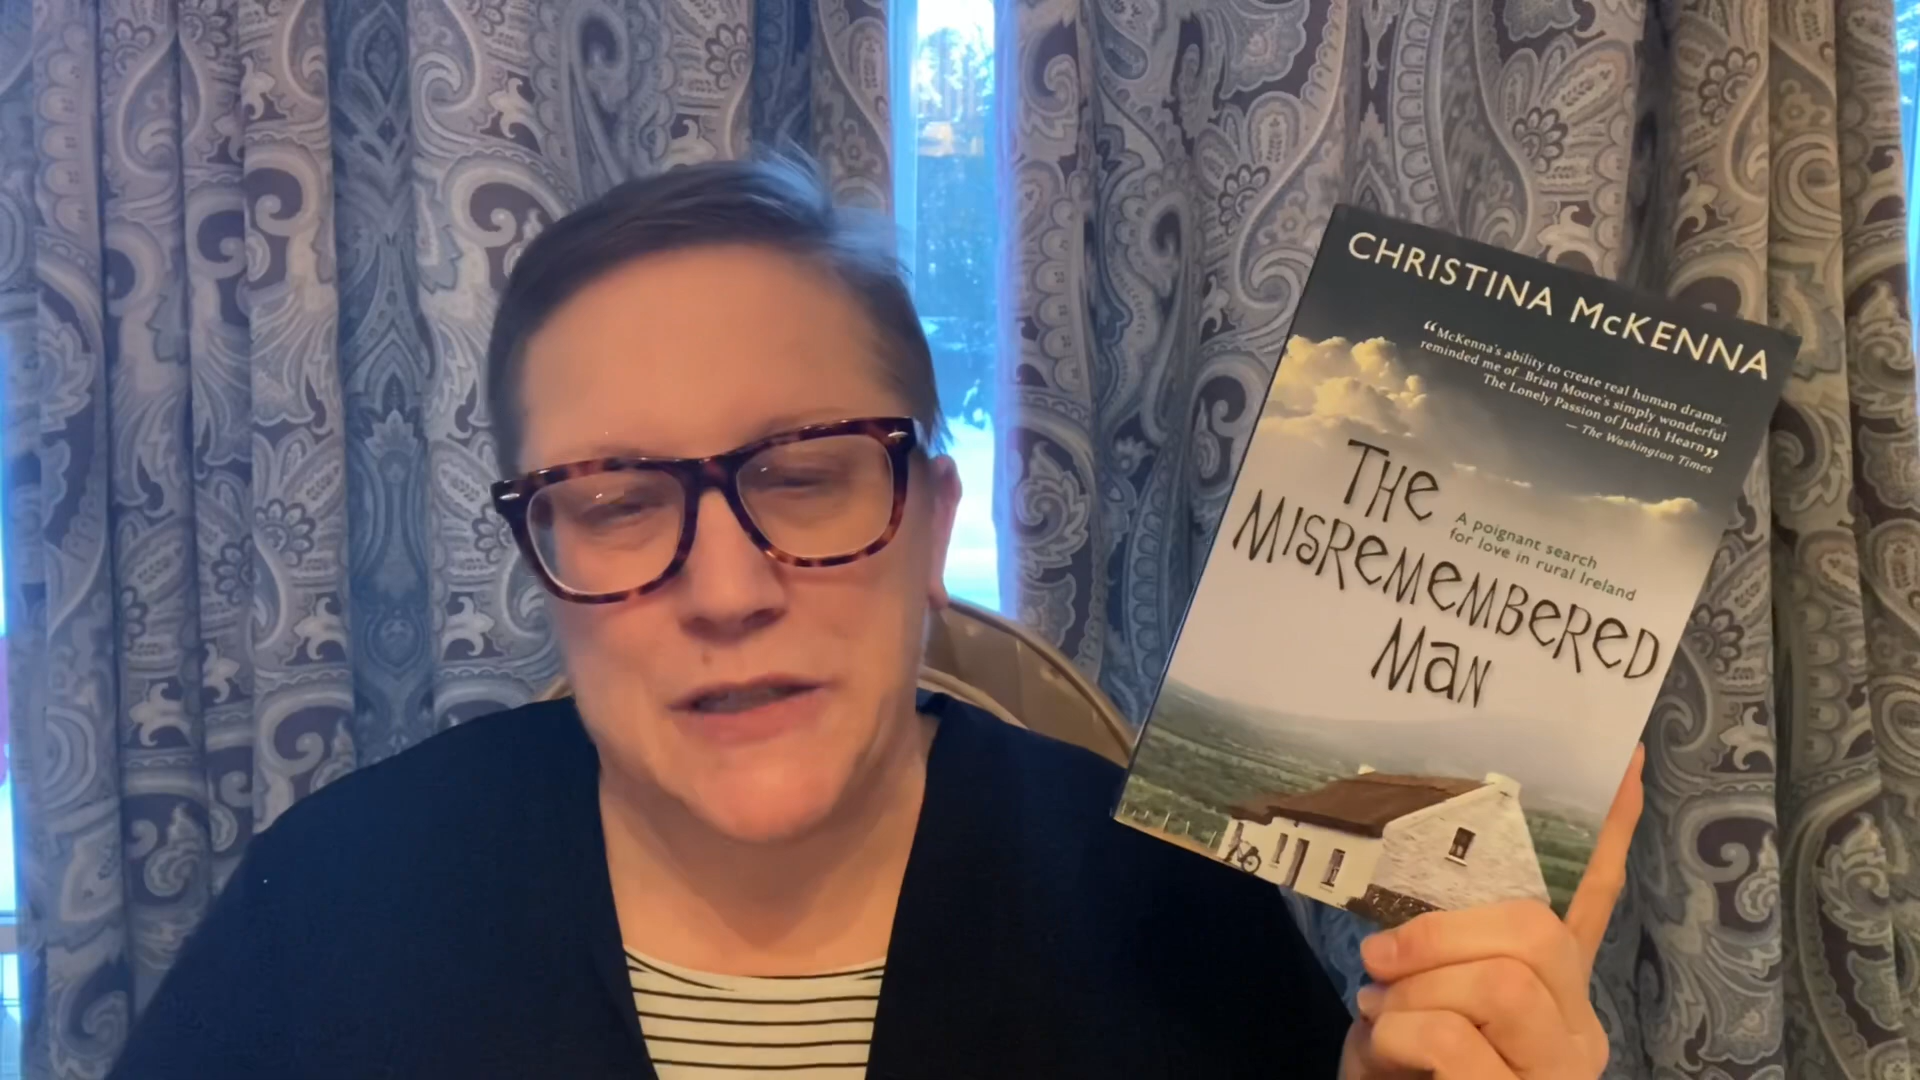 CHRISTINA McKENNA
“McKenna's ability to create real human drama...
reminded me of...Brian Moore's simply wonderful
The Lonely Passion of Judith Hearn”
— The Washington Times
THE
A poignant search
for love in rural Ireland
MISREMEMBERED
MAN